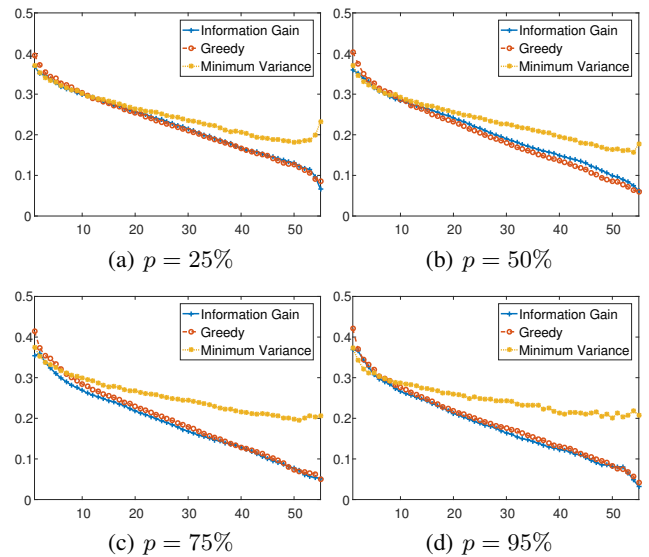 0.5
0.4
0.3
0.2
0.1
0
10 20 30 40 50
Information Gain
Greedy
Minimum Variance
(a) p = 25%
0.5
0.4
0.3
0.2
0.1
0
10 20 30 40 50
Information Gain
Greedy
Minimum Variance
(b) p = 50%
0.5
0.4
0.3
0.2
0.1
0
10 20 30 40 50
Information Gain
Greedy
Minimum Variance
(c) p = 75%
0.5
0.4
0.3
0.2
0.1
0
10 20 30 40 50
Information Gain
Greedy
Minimum Variance
(d) p = 95%